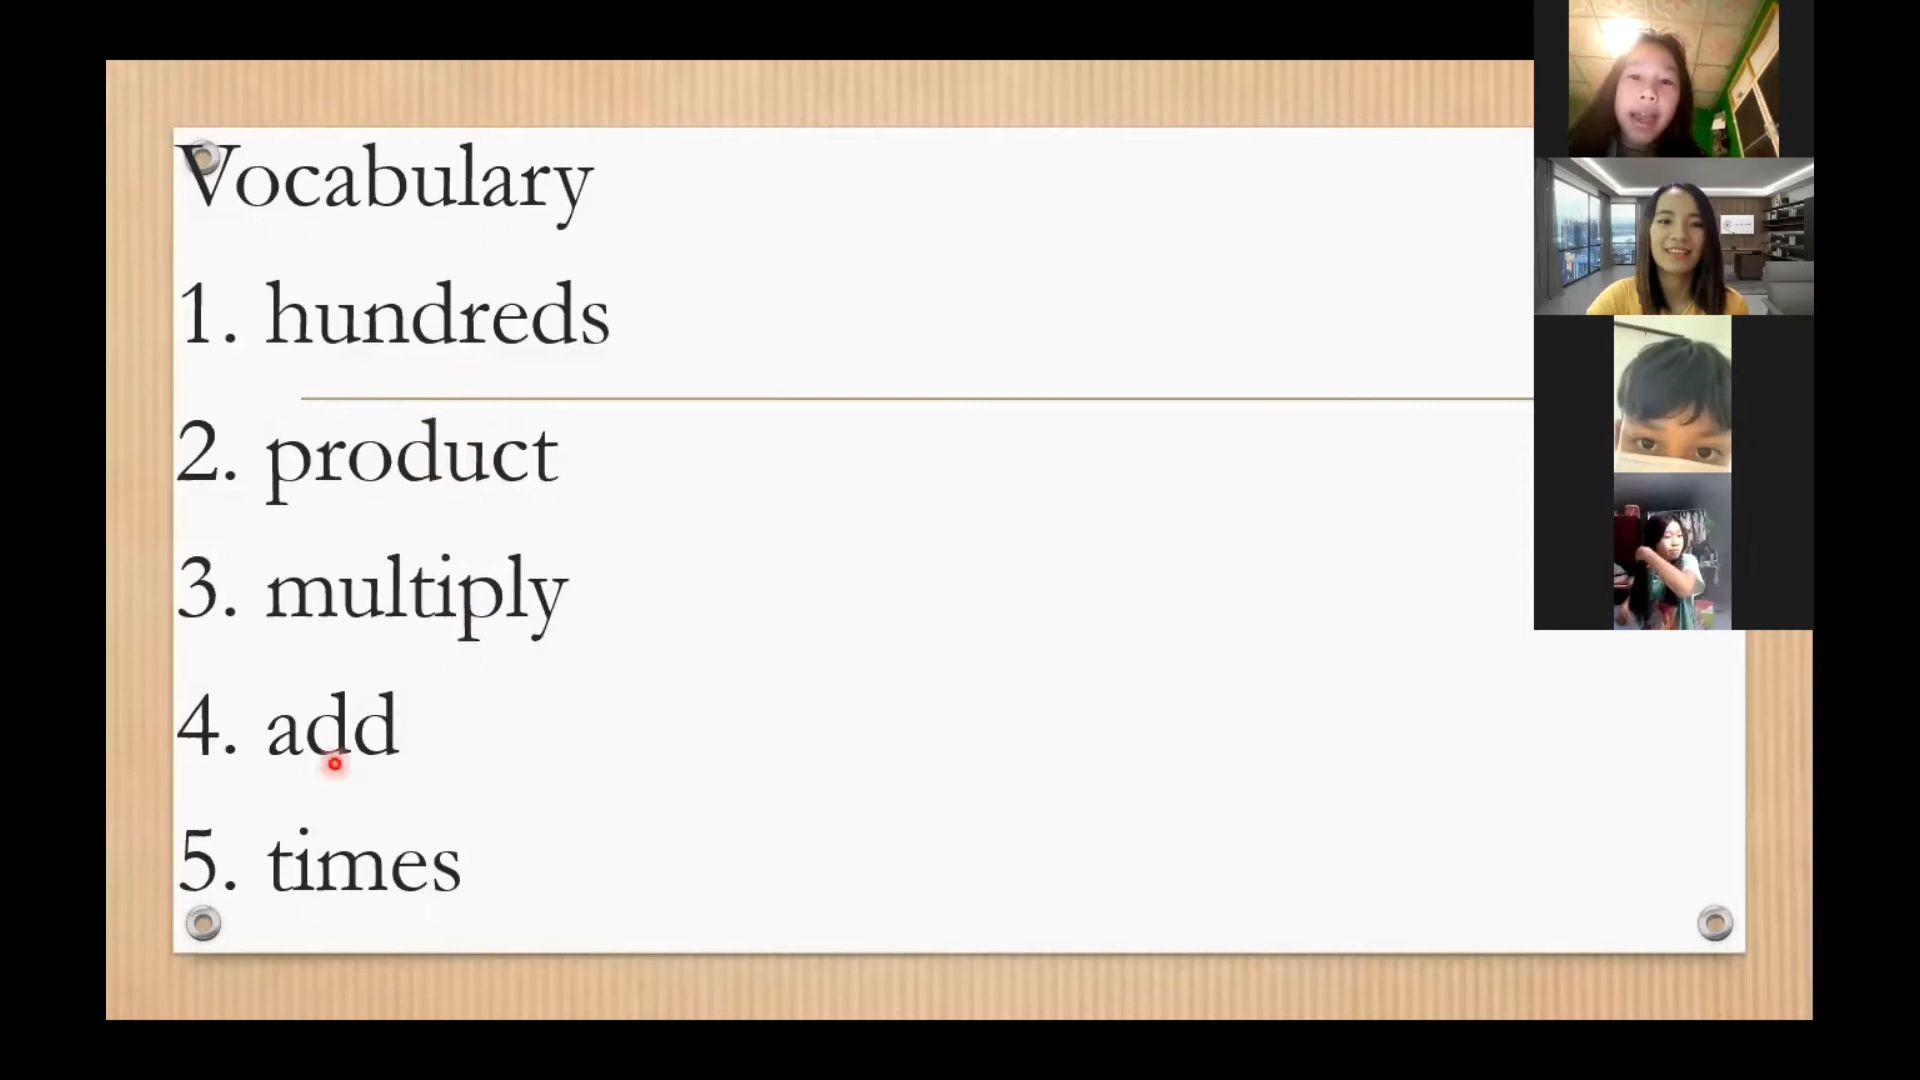 Vocabulary
1. hundreds
2. product
3. multiply
4. add
5. times